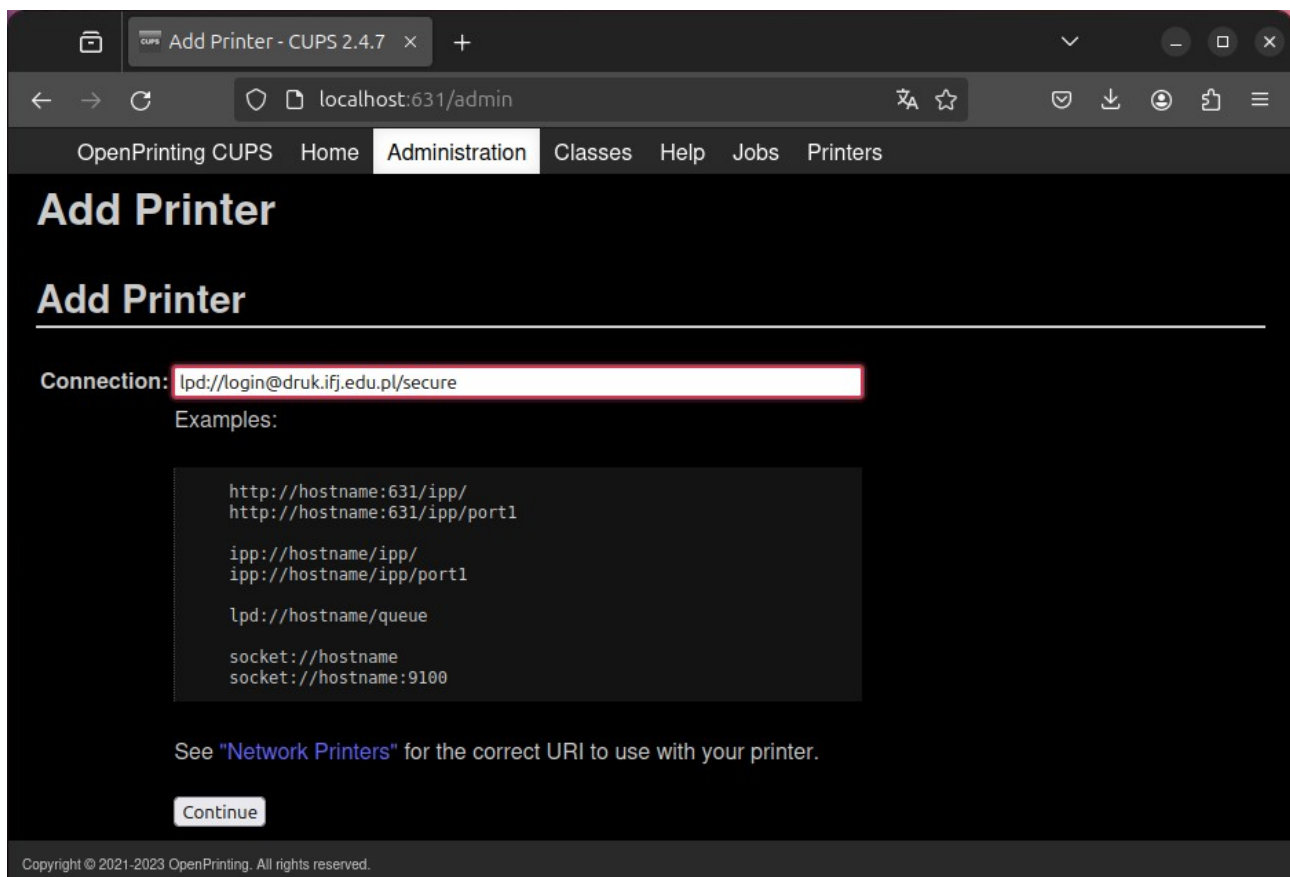 CUPS Add Printer - CUPS 2.4.7
localhost:631/admin
OpenPrinting CUPS Home Administration Classes Help Jobs Printers
Add Printer
Add Printer
Connection: lpd://login@druk.ifj.edu.pl/secure
Examples:
http://hostname:631/ipp/
http://hostname:631/ipp/port1
ipp://hostname/ipp/
ipp://hostname/ipp/port1
lpd://hostname/queue
socket://hostname
socket://hostname:9100
See "Network Printers" for the correct URI to use with your printer.
Continue
Copyright © 2021-2023 OpenPrinting. All rights reserved.